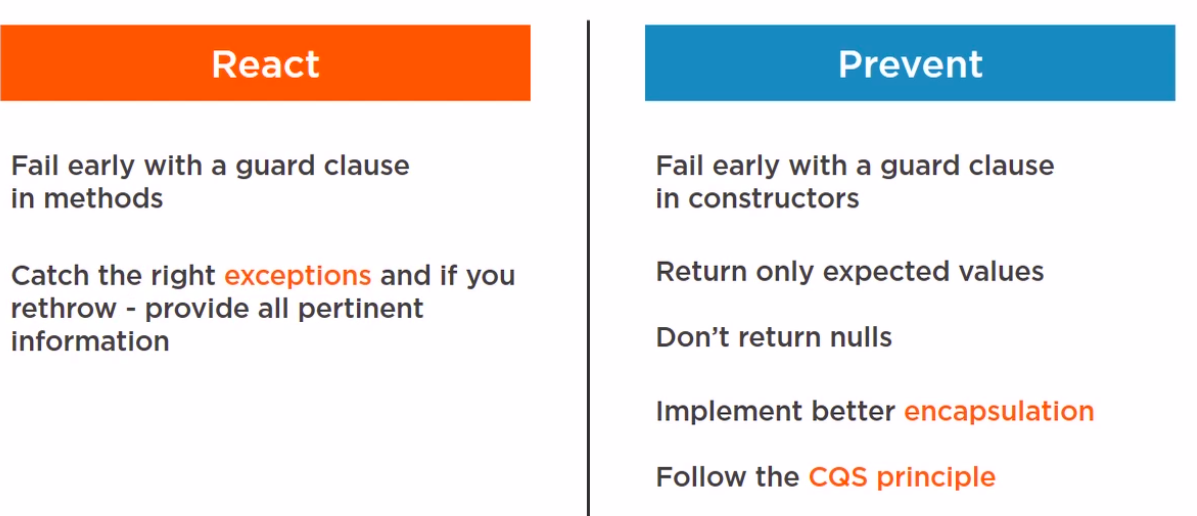 React
Fail early with a guard clause
in methods
Catch the right exceptions and if you
rethrow - provide all pertinent
information
Prevent
Fail early with a guard clause
in constructors
Return only expected values
Don’t return nulls
Implement better encapsulation
Follow the CQS principle